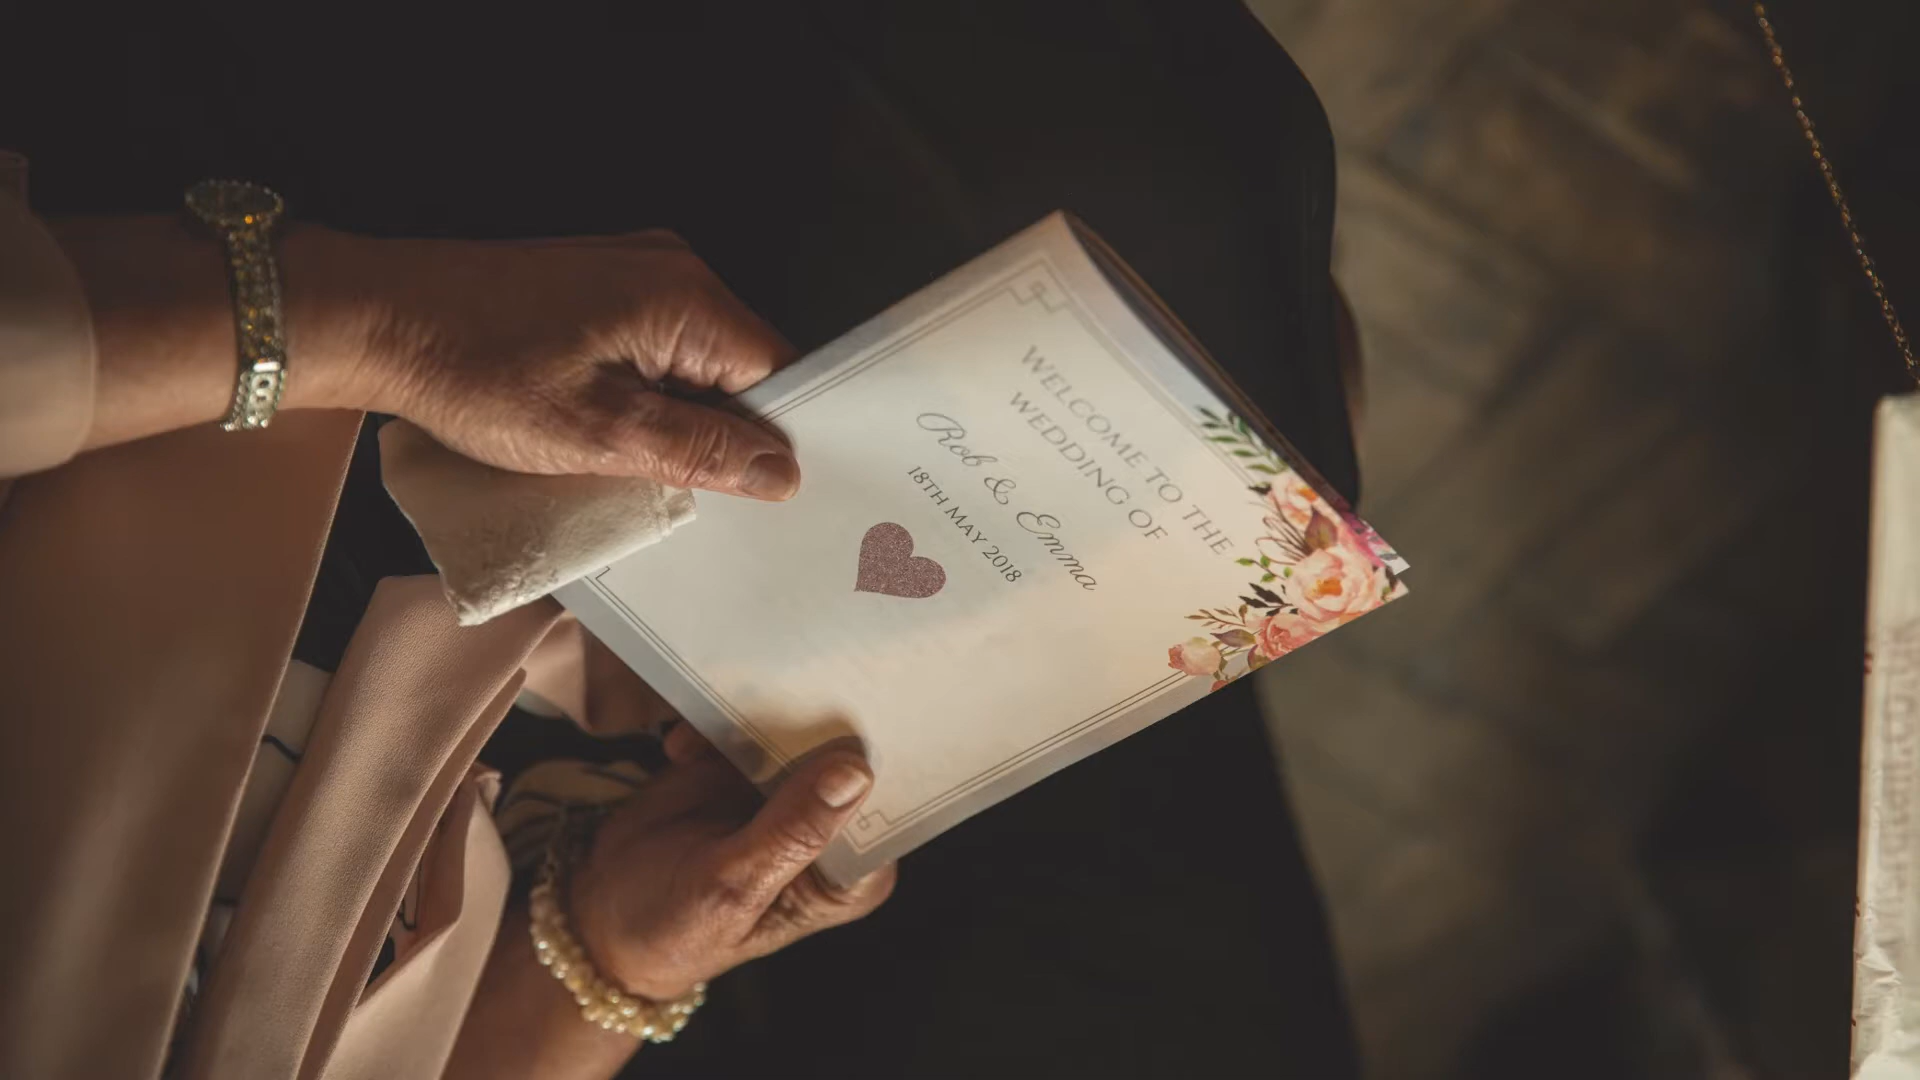 WELCOME TO THE
WEDDING OF
Rob & Emma
18TH MAY 2018